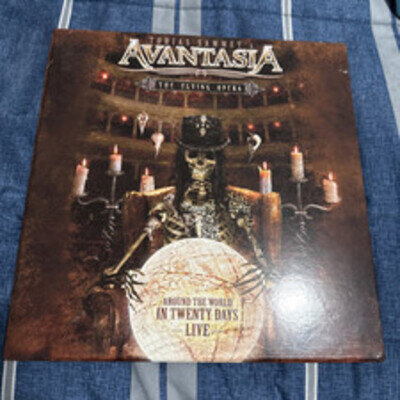 TOBIAS SAMMET'S
AVANTASIA
THE FLYING OPERA
AROUND THE WORLD
IN TWENTY DAYS
LIVE